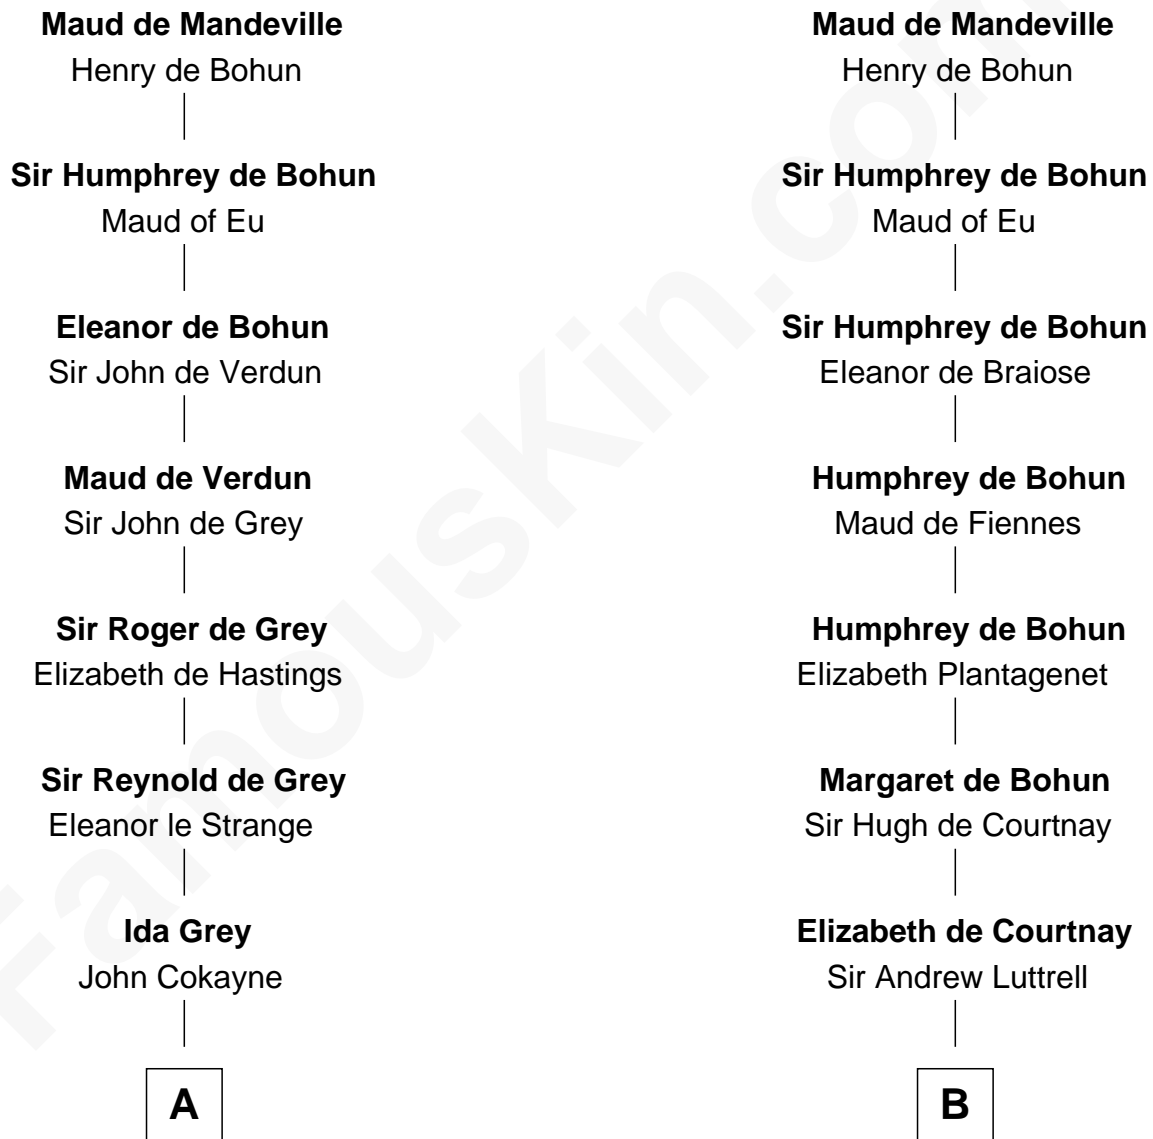 Maud de Mandeville
Henry de Bohun
Sir Humphrey de Bohun
Maud of Eu
Eleanor de Bohun
Sir John de Verdun
Maud de Verdun
Sir John de Grey
Sir Roger de Grey
Elizabeth de Hastings
Sir Reynold de Grey
Eleanor le Strange
Ida Grey
John Cokayne
A
Maud de Mandeville
Henry de Bohun
Sir Humphrey de Bohun
Maud of Eu
Sir Humphrey de Bohun
Eleanor de Braiose
Humphrey de Bohun
Maud de Fiennes
Humphrey de Bohun
Elizabeth Plantagenet
Margaret de Bohun
Sir Hugh de Courtnay
Elizabeth de Courtnay
Sir Andrew Luttrell
B
FamousKin.com